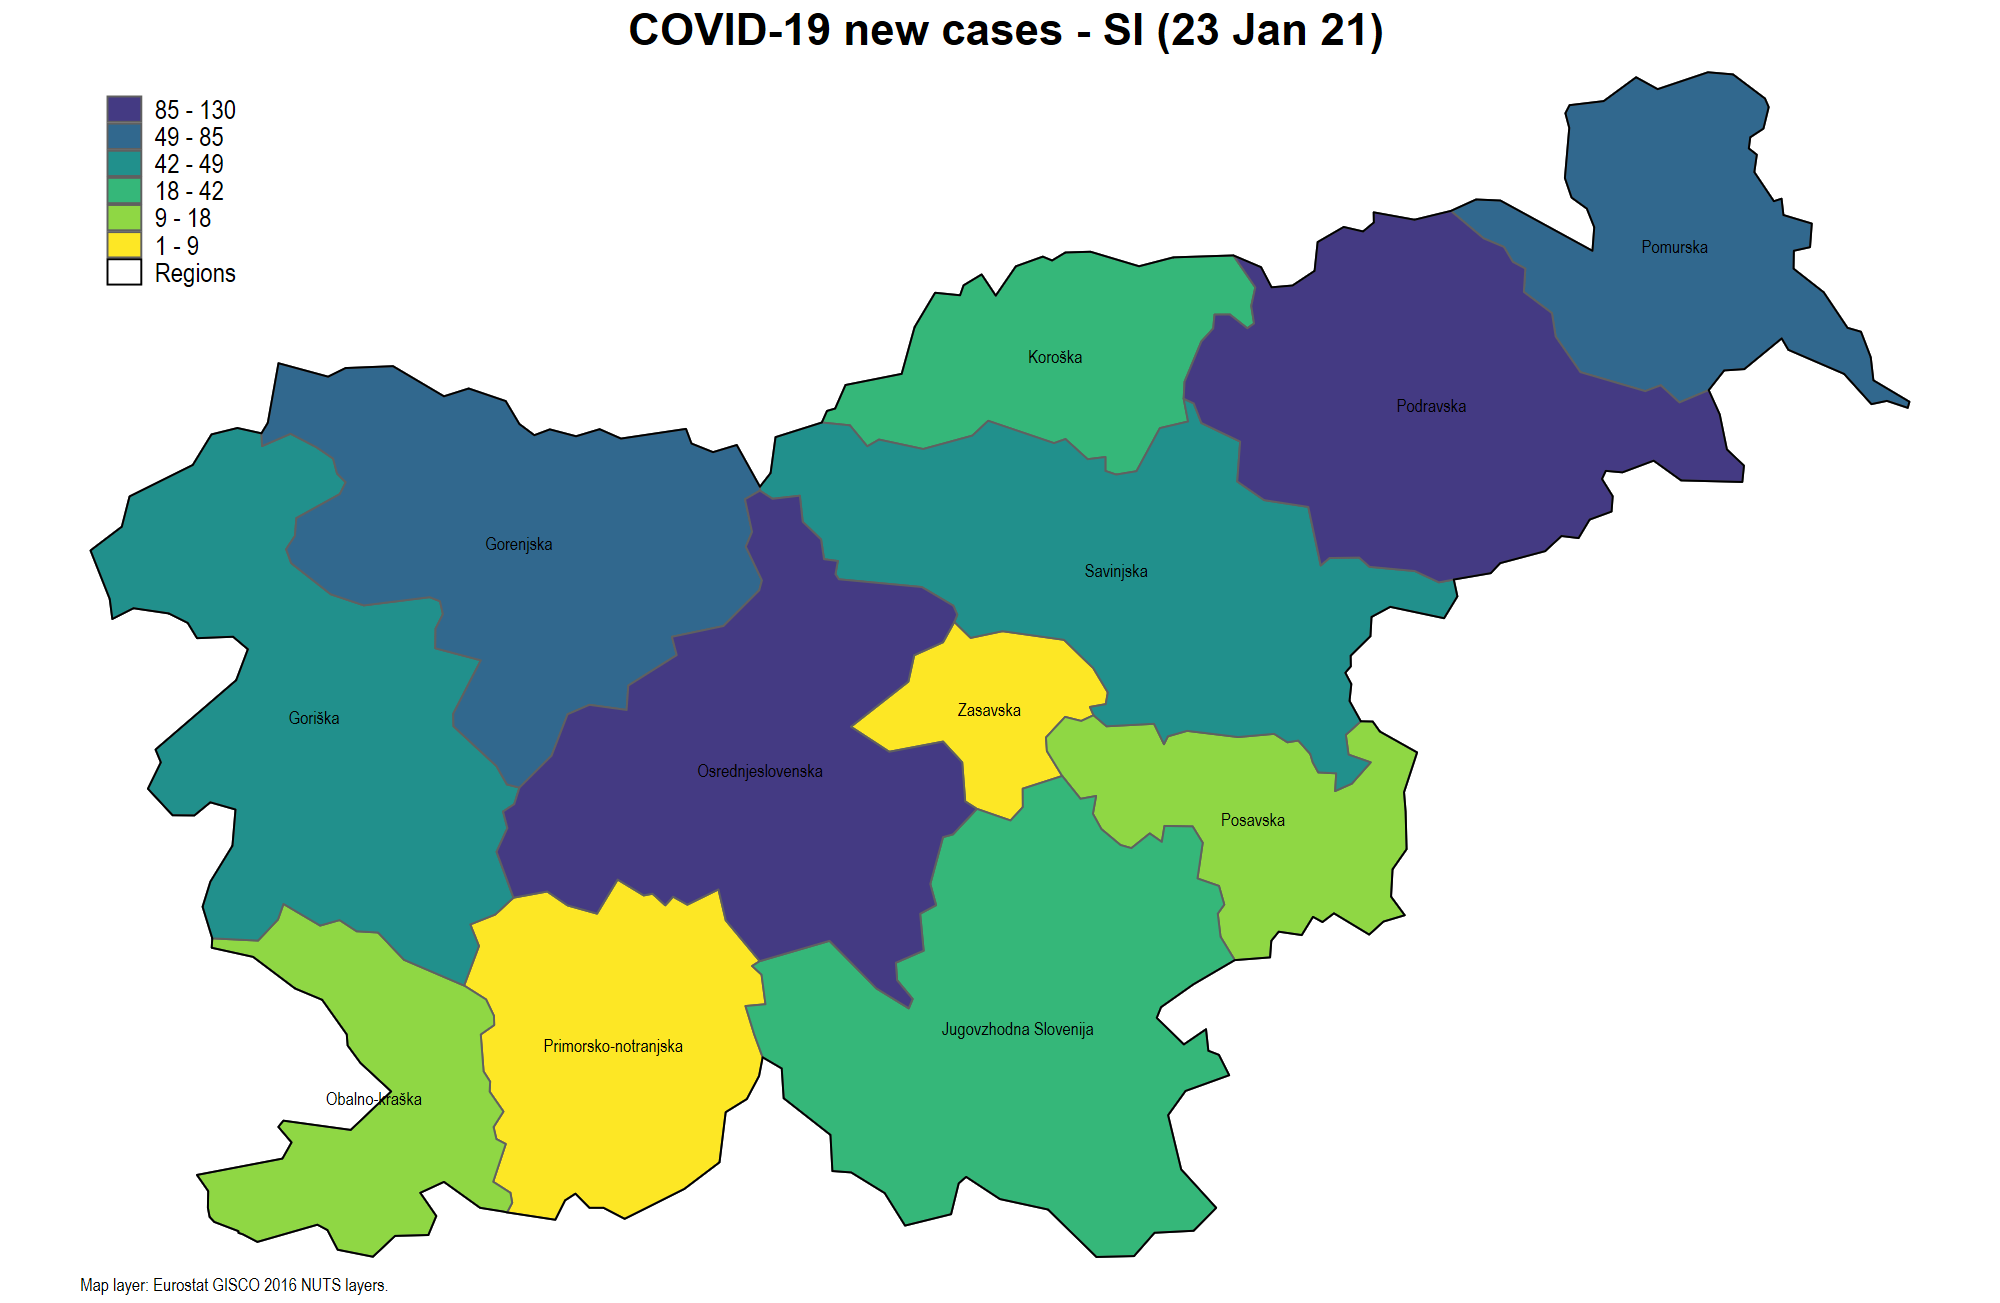 COVID-19 new cases - SI (23 Jan 21)
85 - 130
49 - 85
42 - 49
18 - 42
9 - 18
1 - 9
Regions
Pomurska
Koroška
Podravska
Gorenjska
Savinjska
Zasavska
Goriška
Osrednjeslovenska
Posavska
Jugovzhodna Slovenija
Primorsko-notranjska
Obalno-kraška
Map layer: Eurostat GISCO 2016 NUTS layers.